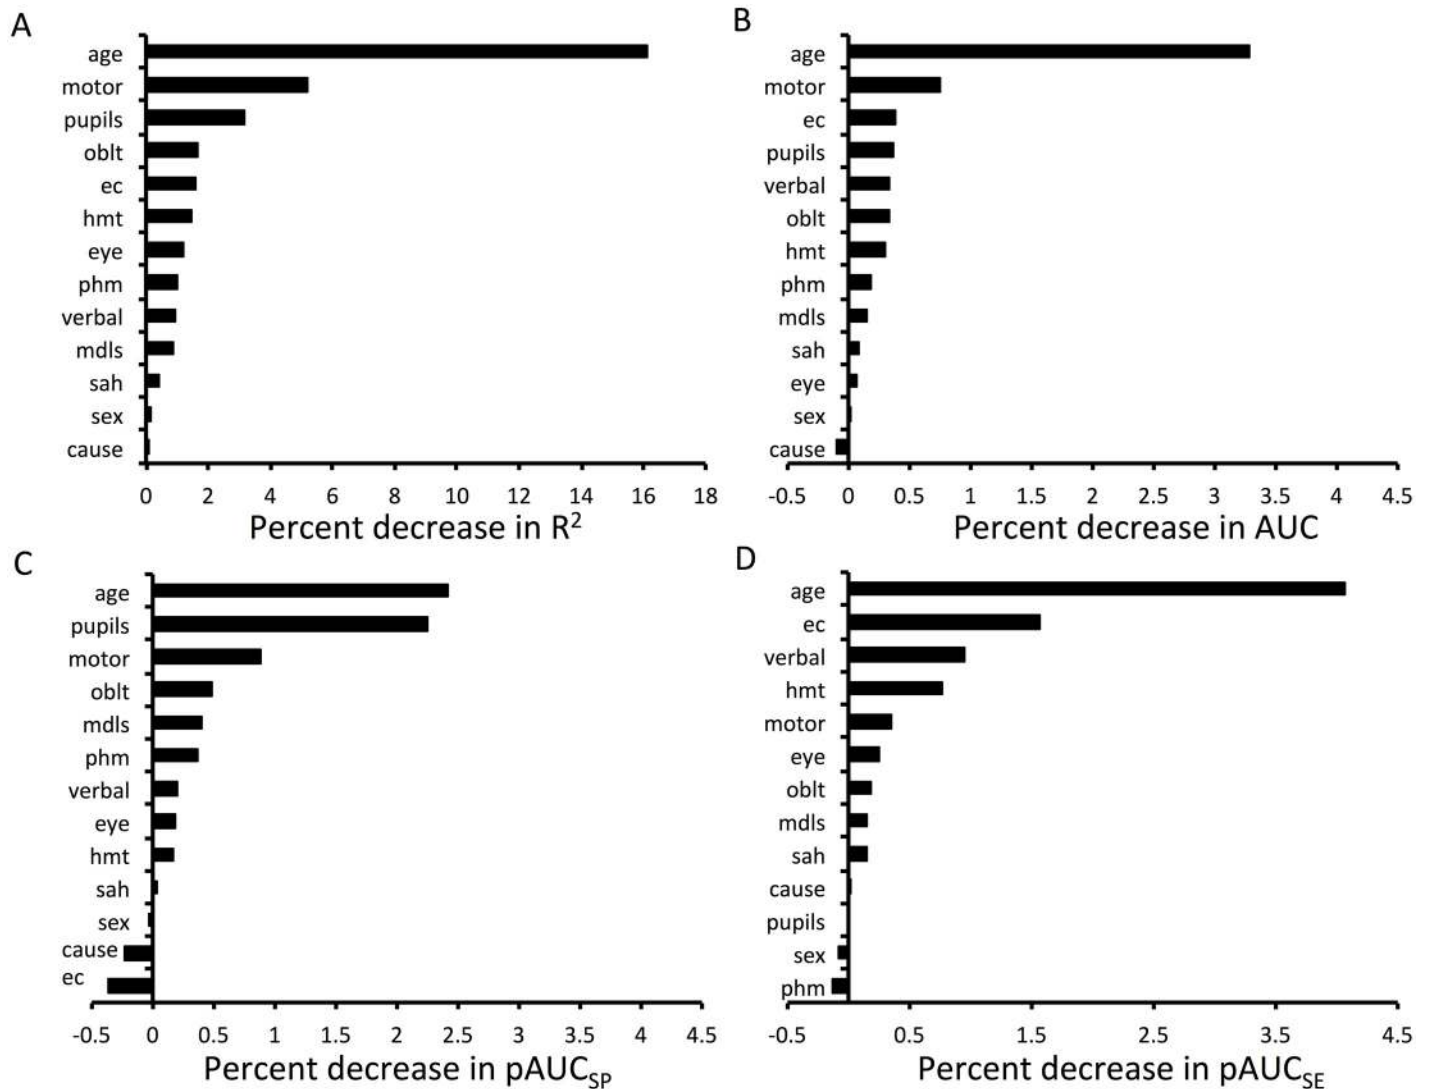 A
age
motor
pupils
oblt
ec
hmt
eye
phm
verbal
mdls
sah
sex
cause
0 2 4 6 8 10 12 14 16 18
Percent decrease in R²
B
age
motor
ec
pupils
verbal
oblt
hmt
phm
mdls
sah
eye
sex
cause
-0.5 0 0.5 1 1.5 2 2.5 3 3.5 4 4.5
Percent decrease in AUC
C
age
pupils
motor
oblt
mdls
phm
verbal
eye
hmt
sah
sex
cause
ec
-0.5 0 0.5 1 1.5 2 2.5 3 3.5 4 4.5
Percent decrease in pAUCSP
D
age
ec
verbal
hmt
motor
eye
oblt
mdls
sah
cause
pupils
sex
phm
-0.5 0.5 1.5 2.5 3.5 4.5
Percent decrease in pAUCSE